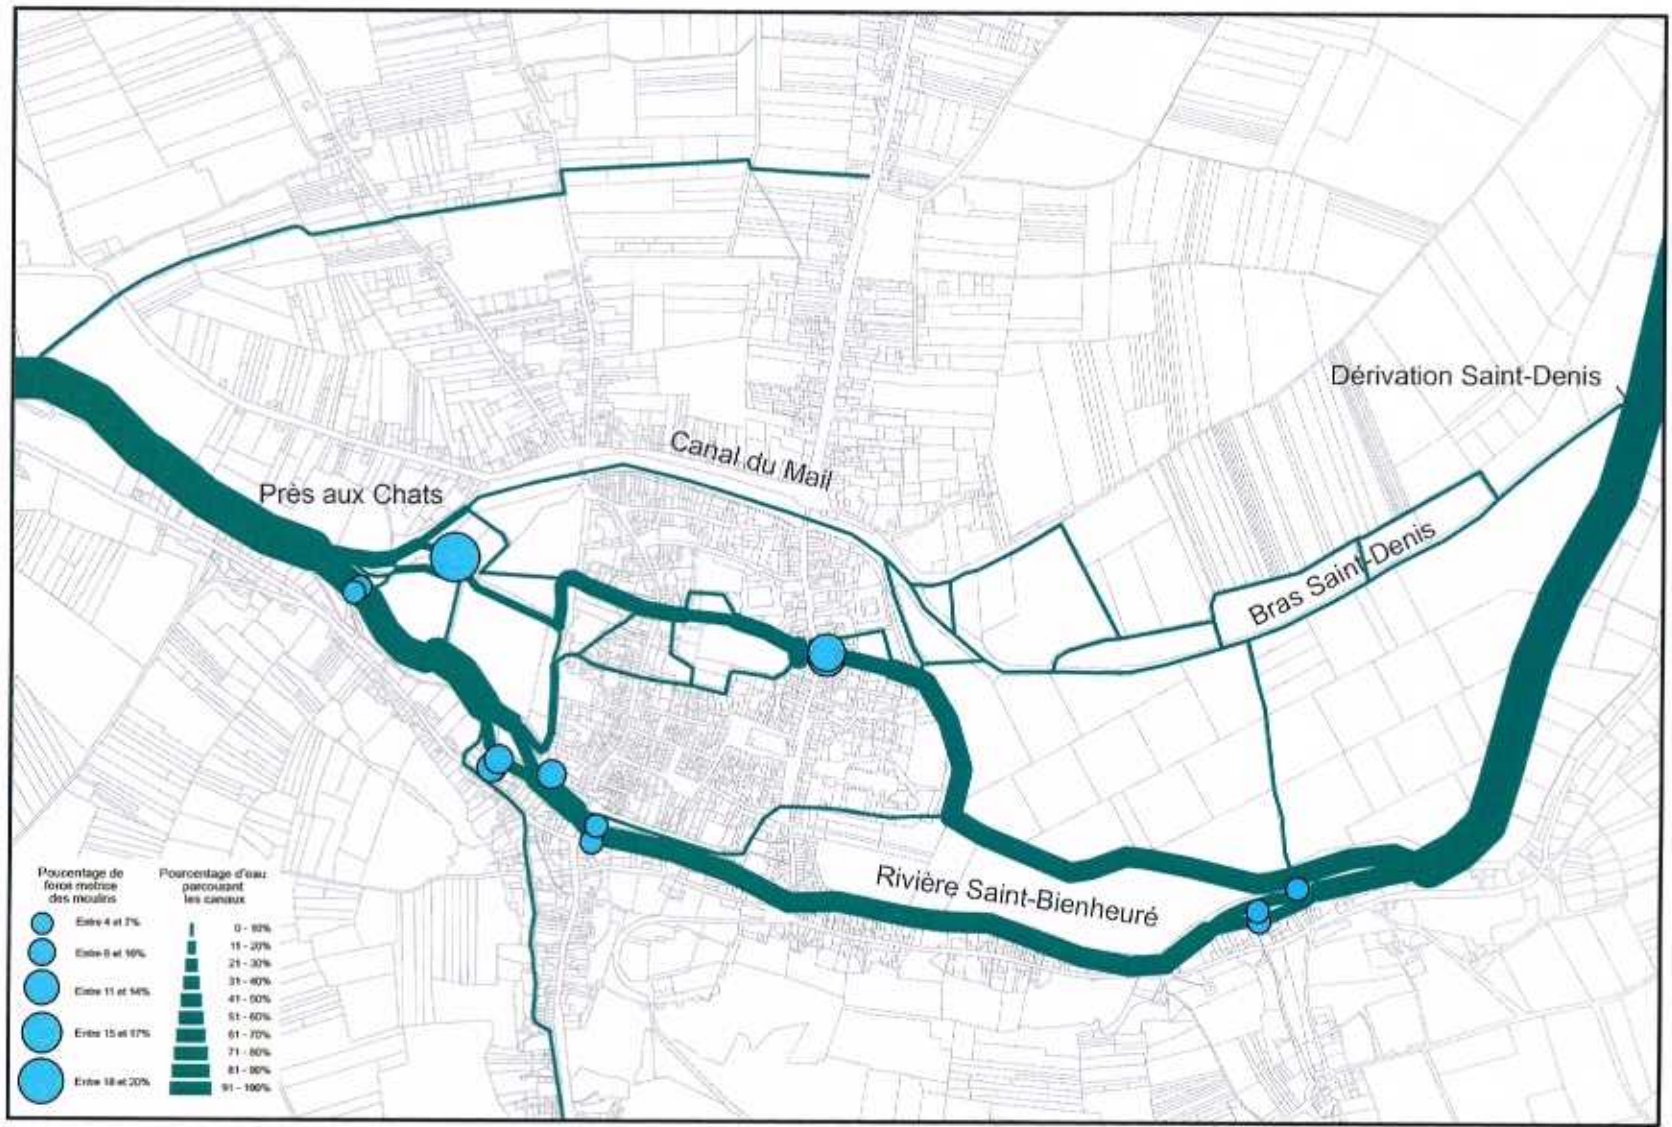 Dérivation Saint-Denis
Canal du Mail
Près aux Chats
Bras Saint-Denis
Rivière Saint-Bienheuré
Poucentage de
force motrice
des moulins
Entre 4 et 7%
Entre 8 et 10%
Entre 11 et 14%
Entre 15 et 17%
Entre 18 et 20%
Pourcentage d'eau
parcourant
les canaux
0 - 10%
11 - 20%
21 - 30%
31 - 40%
41 - 50%
51 - 60%
61 - 70%
71 - 80%
81 - 90%
91 - 100%